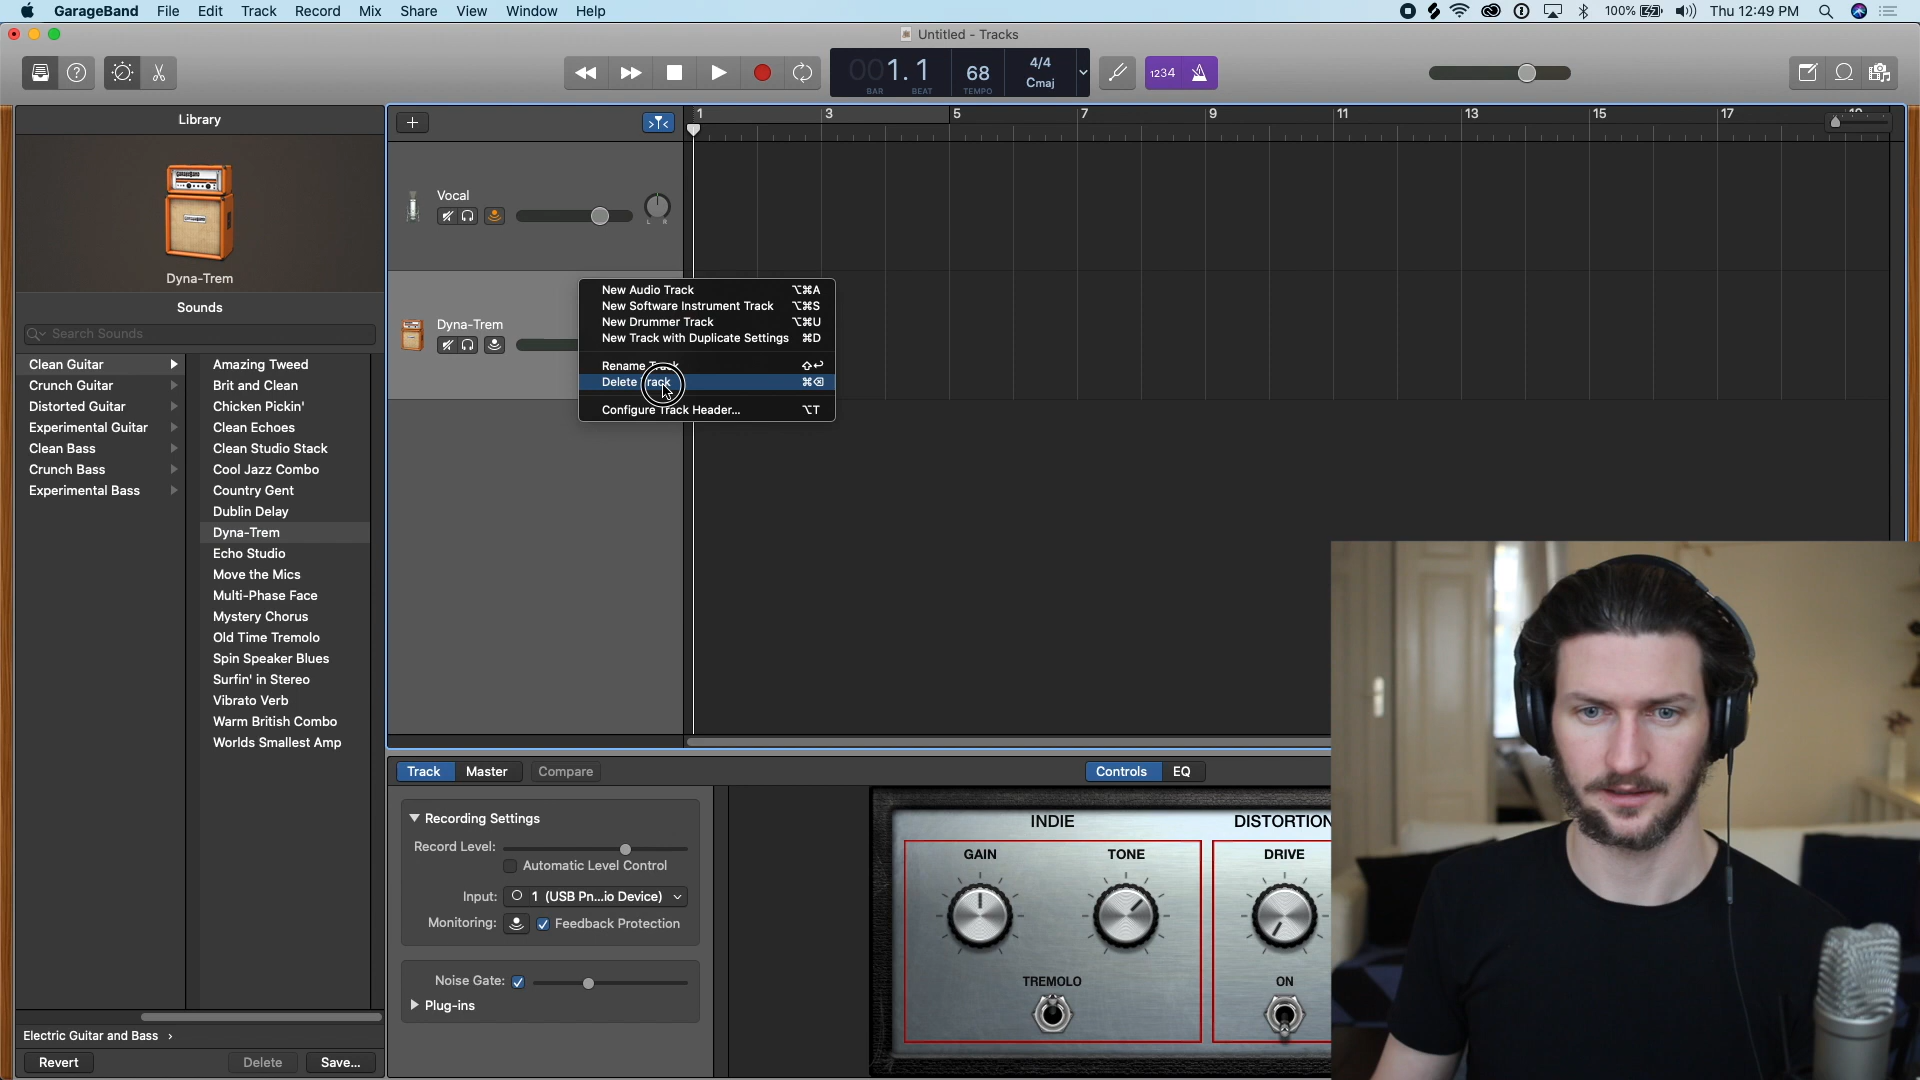 GarageBand File Edit Track Record Mix Share View Window Help
100% Thu 12:49 PM
Untitled - Tracks
001. 1
BAR BEAT
68
TEMPO
4/4
Cmaj
1234
Library
Dyna-Trem
Sounds
Search Sounds
Clean Guitar
Crunch Guitar
Distorted Guitar
Experimental Guitar
Clean Bass
Crunch Bass
Experimental Bass
Amazing Tweed
Brit and Clean
Chicken Pickin'
Clean Echoes
Clean Studio Stack
Cool Jazz Combo
Country Gent
Dublin Delay
Dyna-Trem
Echo Studio
Move the Mics
Multi-Phase Face
Mystery Chorus
Old Time Tremolo
Spin Speaker Blues
Surfin' in Stereo
Vibrato Verb
Warm British Combo
Worlds Smallest Amp
Electric Guitar and Bass ›
Revert Delete Save...
1 3 5 7 9 11 13 15 17 19
Vocal
L R
Dyna-Trem
New Audio Track ⌥⌘A
New Software Instrument Track ⌥⌘S
New Drummer Track ⌥⌘U
New Track with Duplicate Settings ⌘D
Rename Track ⇧↩
Delete Track ⌘⌫
Configure Track Header... ⌥T
Track Master Compare
Controls EQ
Recording Settings
Record Level:
Automatic Level Control
Input: 1 (USB Pn...io Device)
Monitoring: Feedback Protection
Noise Gate:
Plug-ins
INDIE
GAIN TONE
TREMOLO
DISTORTION
DRIVE
ON